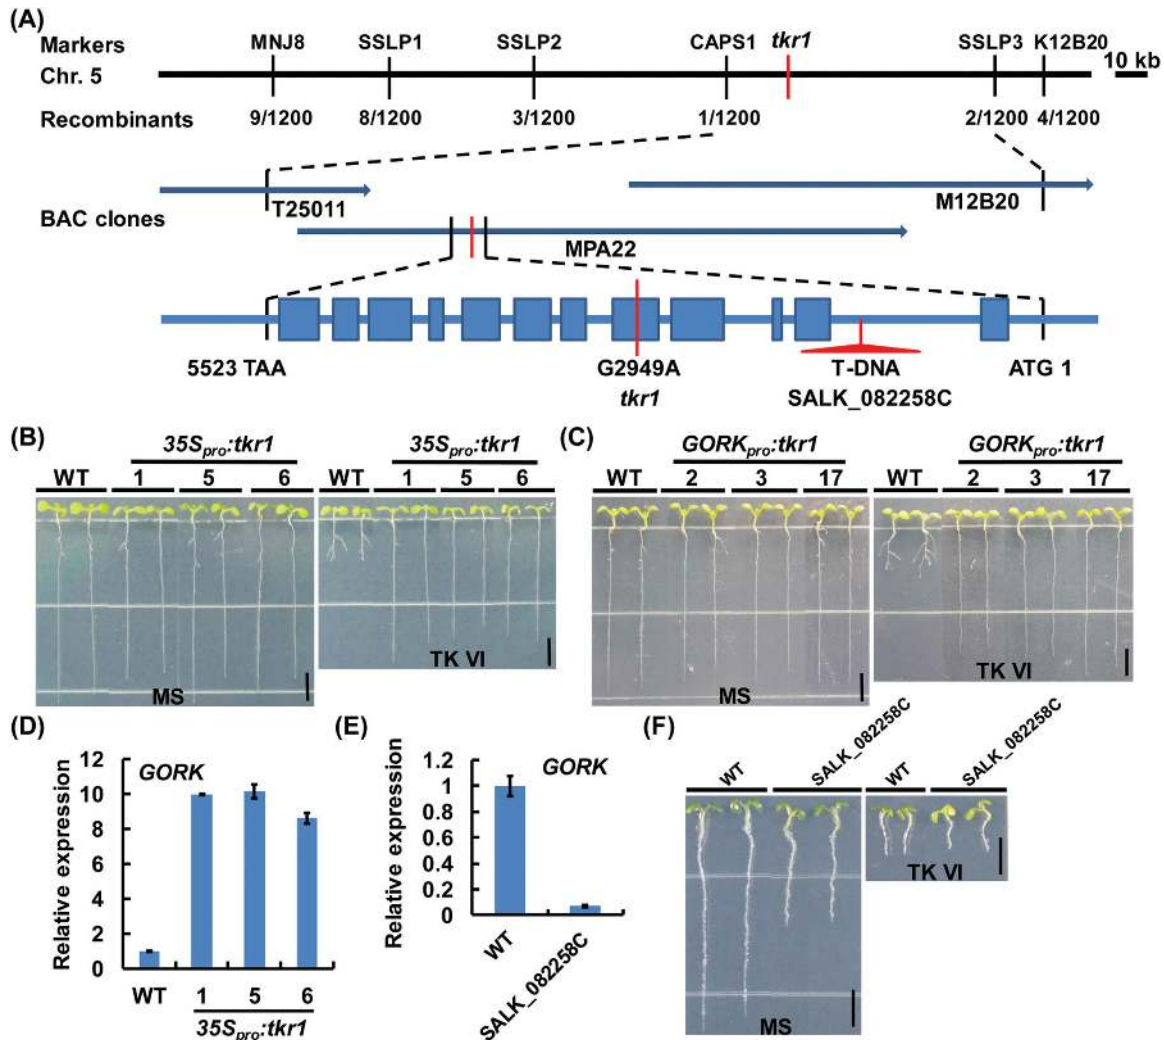 (A)
Markers MNJ8 SSLP1 SSLP2 CAPS1 tkr1 SSLP3 K12B20
Chr. 5 10 kb
Recombinants 9/1200 8/1200 3/1200 1/1200 2/1200 4/1200
T25011 M12B20
BAC clones
MPA22
5523 TAA G2949A T-DNA ATG 1
tkr1 SALK_082258C
(B) 35Spro:tkr1 35Spro:tkr1
WT 1 5 6 WT 1 5 6
MS TK VI
(C) GORKpro:tkr1 GORKpro:tkr1
WT 2 3 17 WT 2 3 17
MS TK VI
(D)
Relative expression
GORK
12
10
8
6
4
2
0
WT 1 5 6
35Spro:tkr1
(E)
Relative expression
GORK
1.2
1
0.8
0.6
0.4
0.2
0
WT
SALK_082258C
(F)
WT SALK_082258C WT SALK_082258C
TK VI
MS